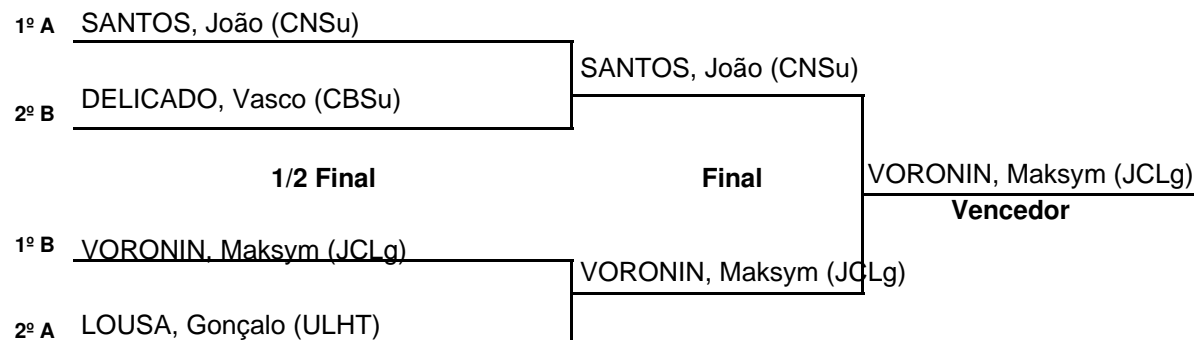 1º A SANTOS, João (CNSu)
SANTOS, João (CNSu)
2º B DELICADO, Vasco (CBSu)
1/2 Final Final VORONIN, Maksym (JCLg)
Vencedor
1º B VORONIN, Maksym (JCLg)
VORONIN, Maksym (JCLg)
2º A LOUSA, Gonçalo (ULHT)